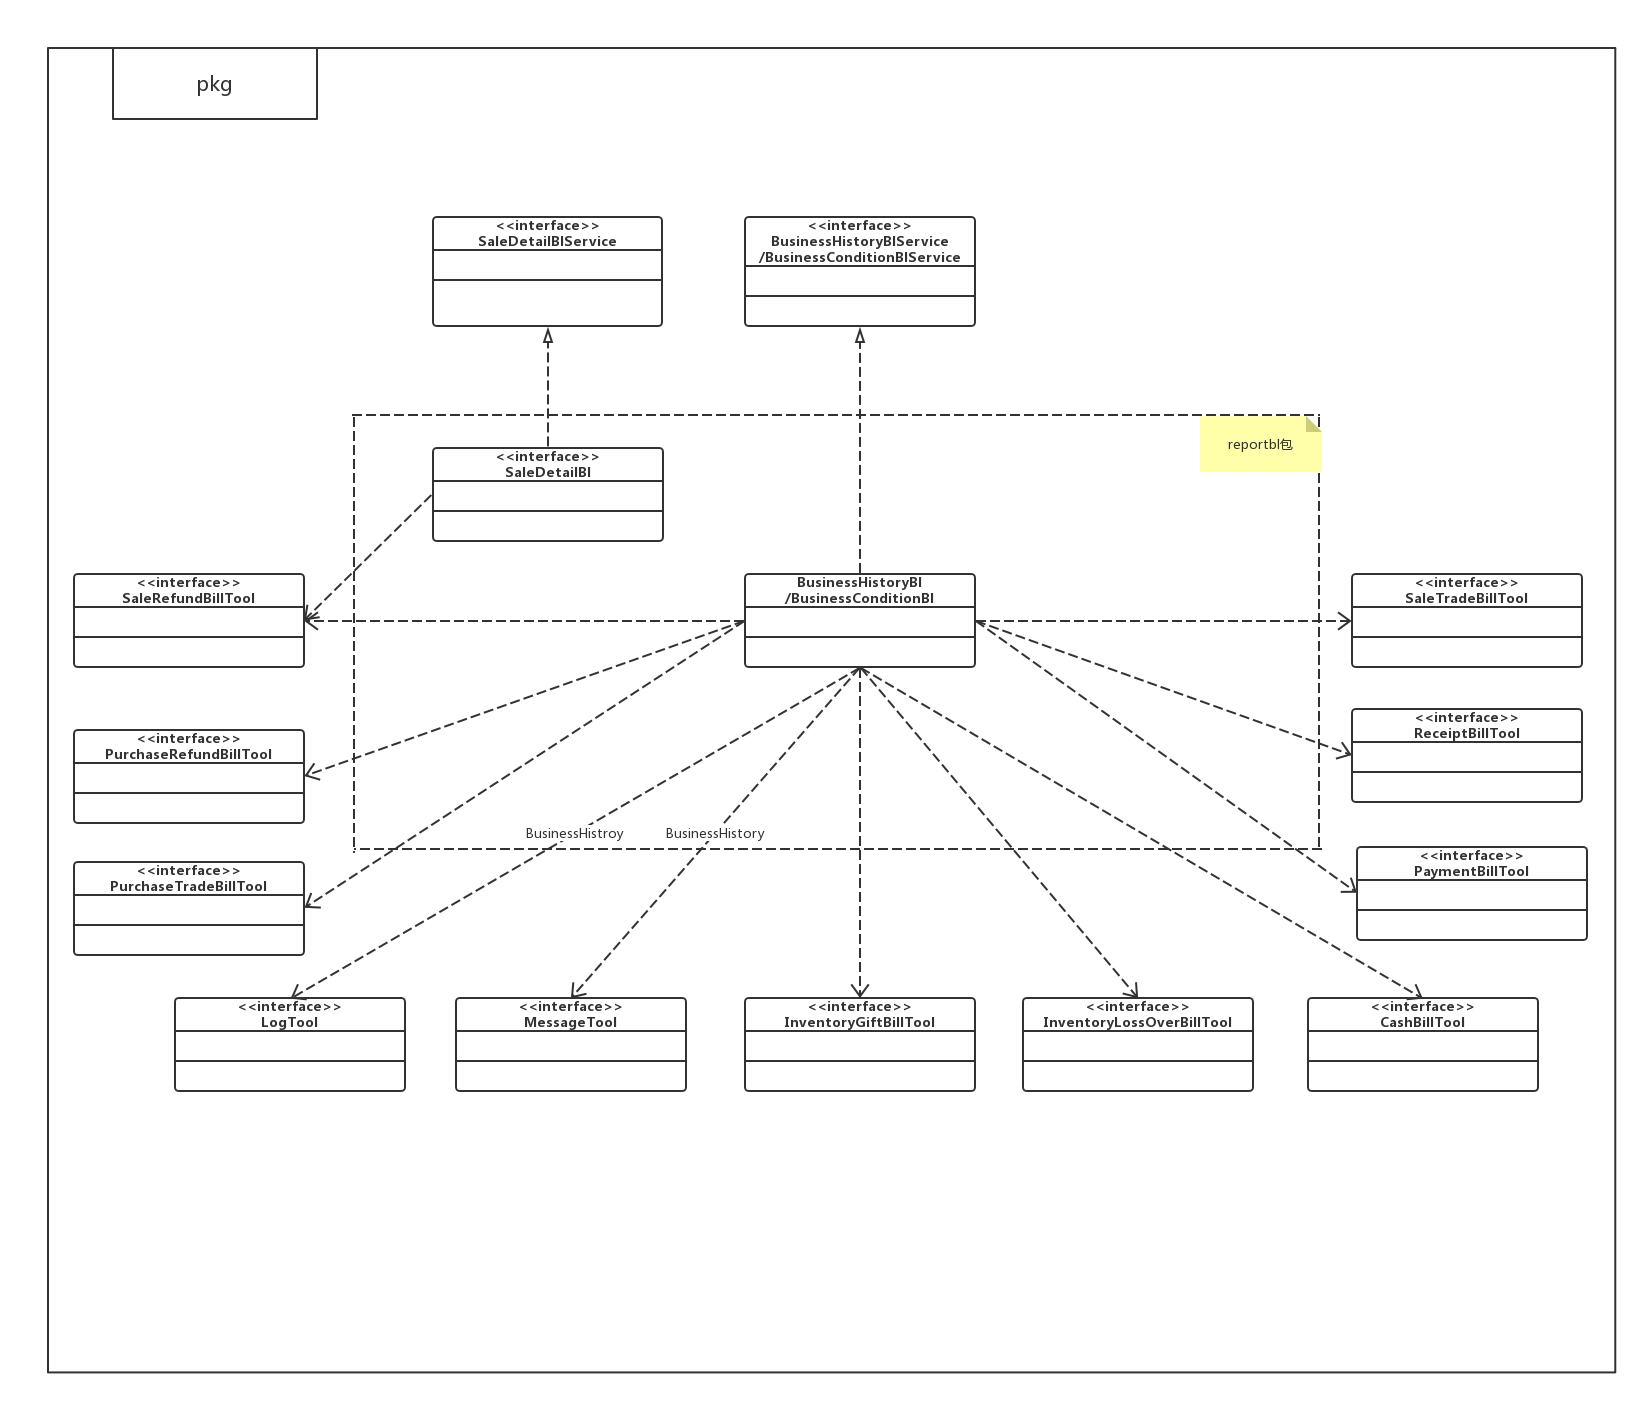 pkg
<<interface>>
SaleDetailBlService
<<interface>>
BusinessHistoryBlService
/BusinessConditionBlService
reportbl包
<<interface>>
SaleDetailBl
<<interface>>
SaleRefundBillTool
BusinessHistoryBl
/BusinessConditionBl
<<interface>>
SaleTradeBillTool
<<interface>>
ReceiptBillTool
<<interface>>
PurchaseRefundBillTool
BusinessHistroy
BusinessHistory
<<interface>>
PaymentBillTool
<<interface>>
PurchaseTradeBillTool
<<interface>>
LogTool
<<interface>>
MessageTool
<<interface>>
InventoryGiftBillTool
<<interface>>
InventoryLossOverBillTool
<<interface>>
CashBillTool